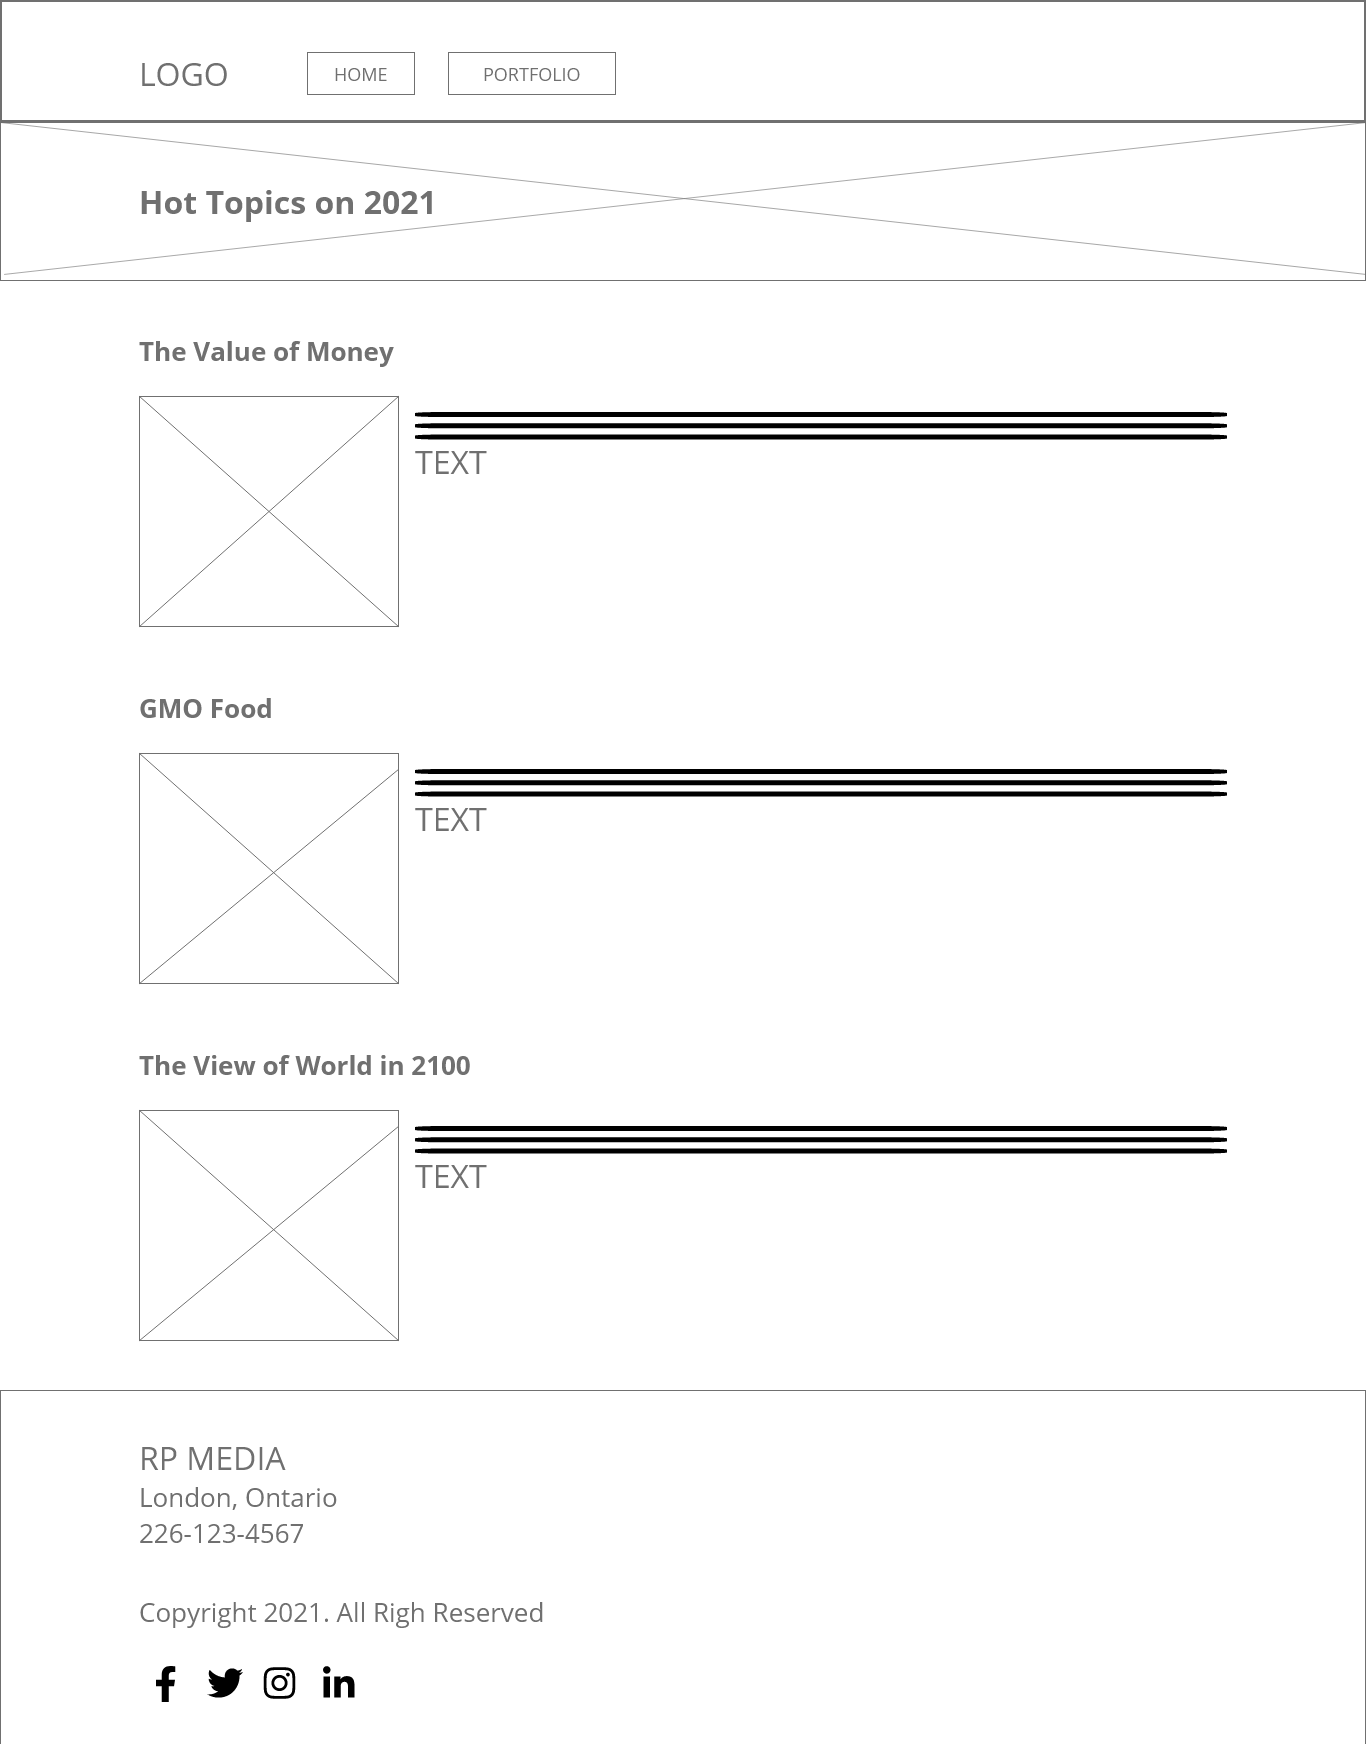 LOGO HOME PORTFOLIO
Hot Topics on 2021
The Value of Money
TEXT
GMO Food
TEXT
The View of World in 2100
TEXT
RP MEDIA
London, Ontario
226-123-4567
Copyright 2021. All Righ Reserved